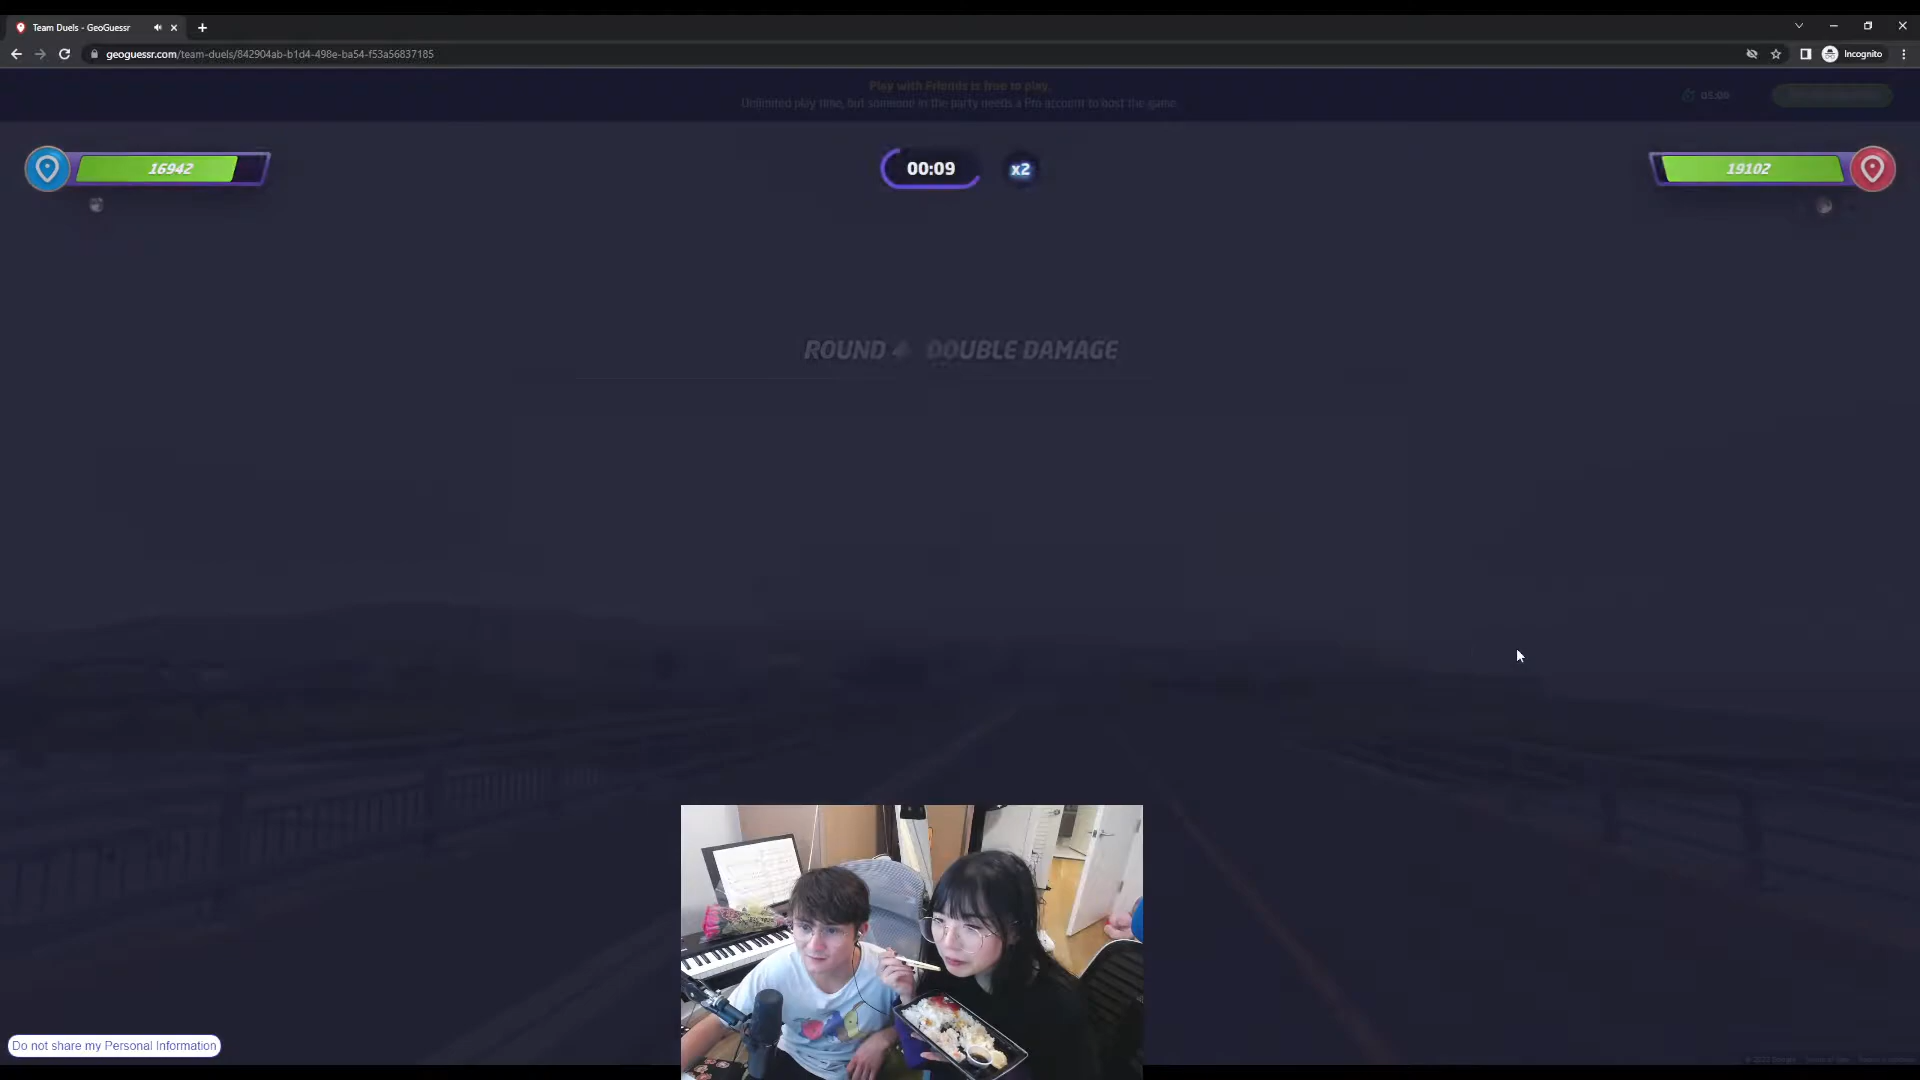 Team Duels - GeoGuessr
geoguessr.com/team-duels/842904ab-b1d4-498e-ba54-f53a56837185
Incognito
Play with Friends is free to play.
Unlimited play time, but someone in the party needs a Pro account to host the game.
05:00
16942
00:09
x2
19102
ROUND 4 DOUBLE DAMAGE
Do not share my Personal Information